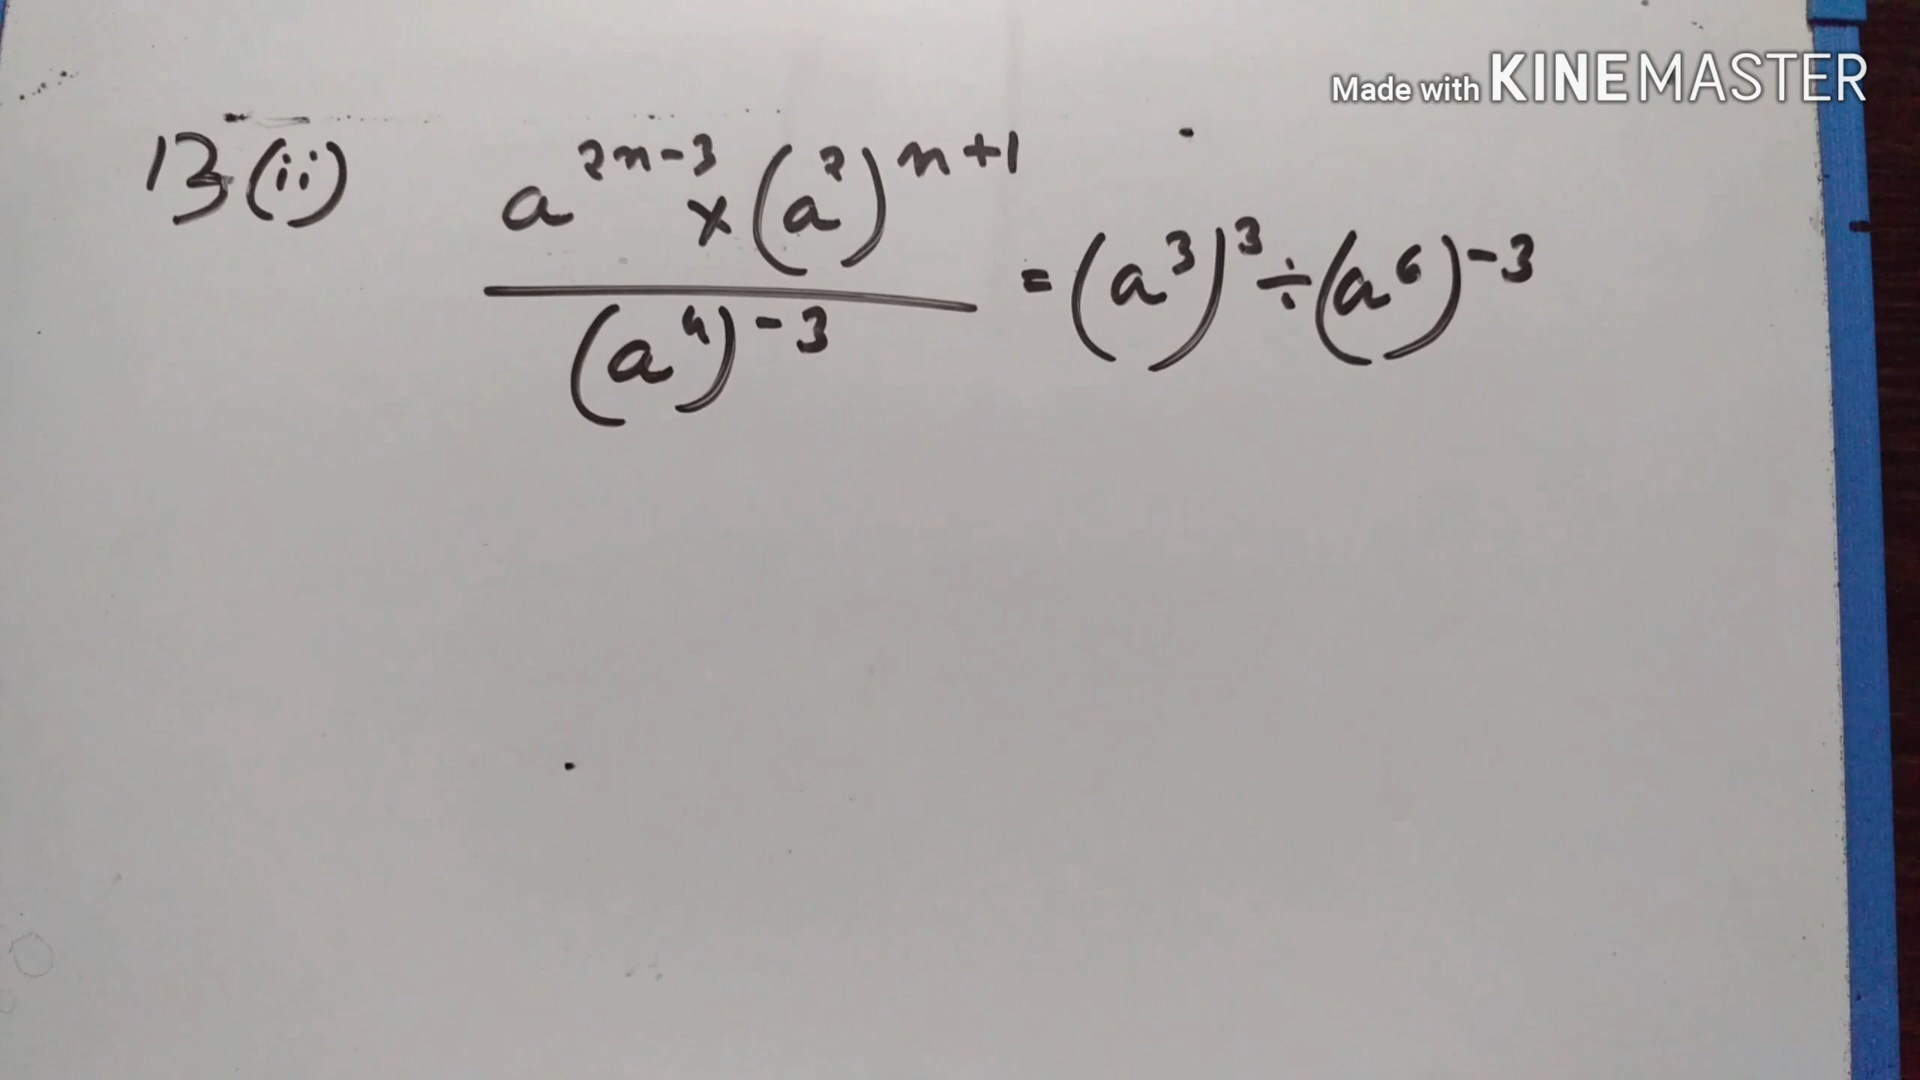 Made with KINEMASTER
13(ii) a^{2n-3} × (a^2)^{n+1} / (a^4)^{-3} = (a^3)^3 ÷ (a^6)^{-3}